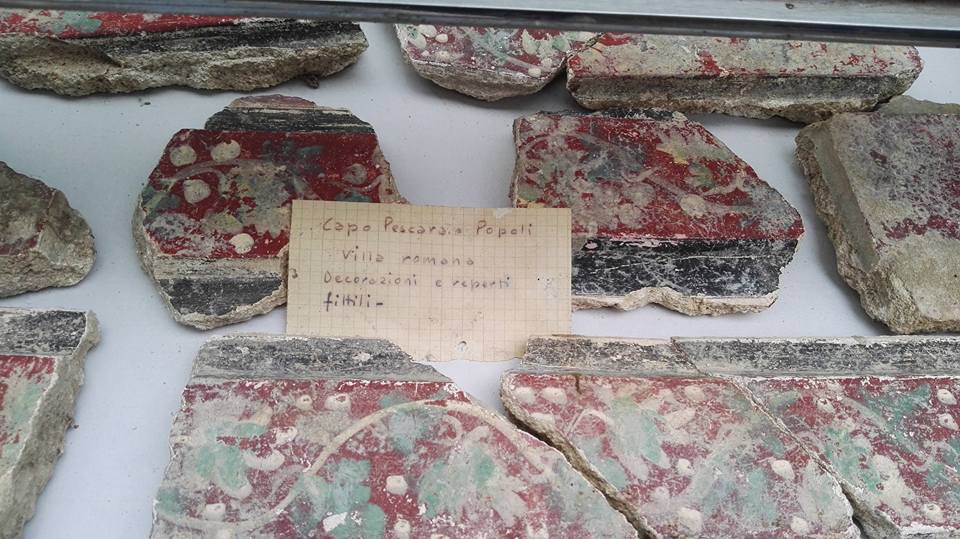 Capo Pescara, Popoli
Villa romana
Decorazioni e reperti
fittili-